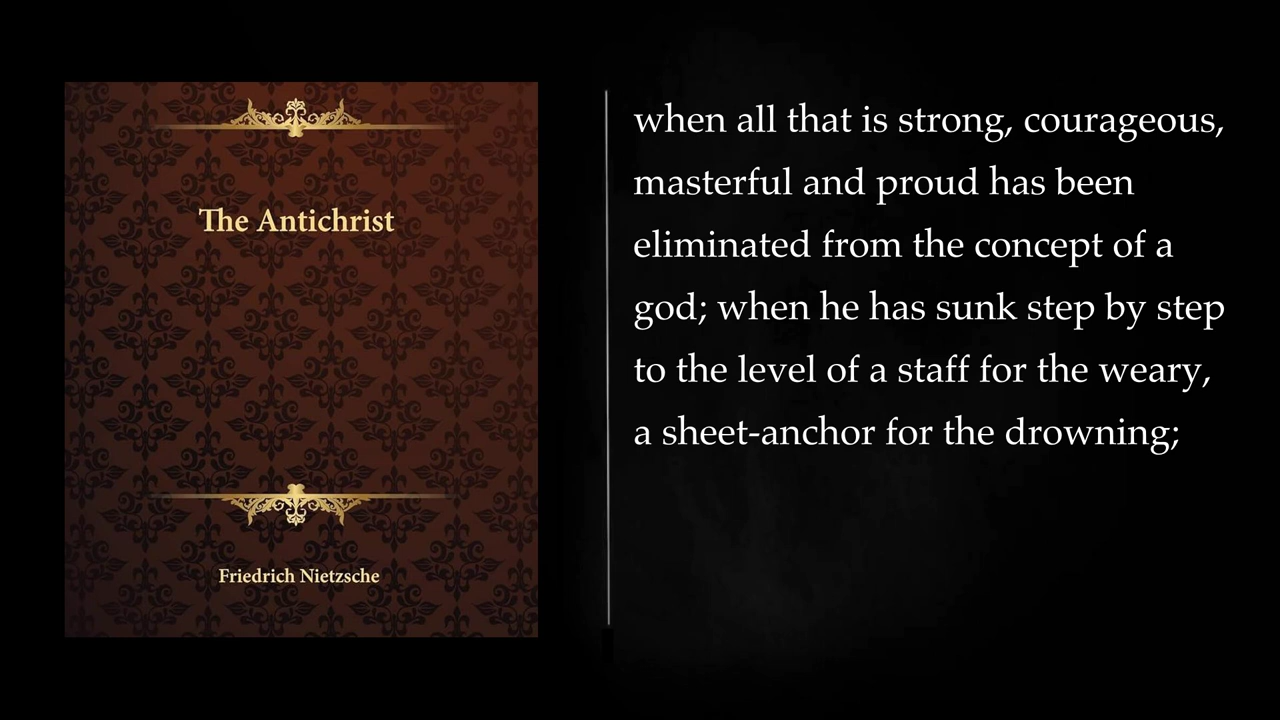 The Antichrist
Friedrich Nietzsche
when all that is strong, courageous,
masterful and proud has been
eliminated from the concept of a
god; when he has sunk step by step
to the level of a staff for the weary,
a sheet-anchor for the drowning;